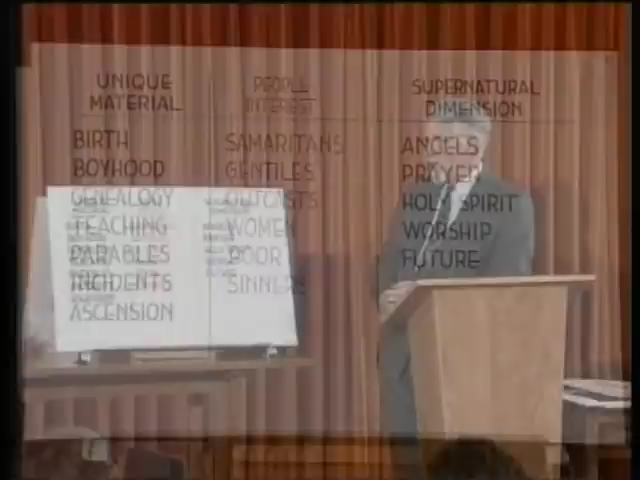 UNIQUE
MATERIAL
BIRTH
BOYHOOD
GENEALOGY
TEACHING
PARABLES
INCIDENTS
ASCENSION
PEOPLE
INTEREST
SAMARITANS
GENTILES
OUTCASTS
WOMEN
POOR
SINNERS
SUPERNATURAL
DIMENSION
ANGELS
PRAYER
HOLY SPIRIT
WORSHIP
FUTURE